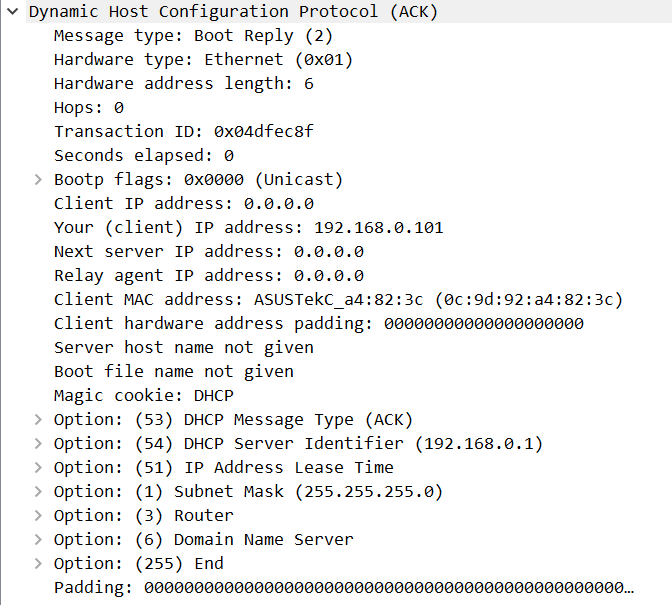 Dynamic Host Configuration Protocol (ACK)
Message type: Boot Reply (2)
Hardware type: Ethernet (0x01)
Hardware address length: 6
Hops: 0
Transaction ID: 0x04dfec8f
Seconds elapsed: 0
Bootp flags: 0x0000 (Unicast)
Client IP address: 0.0.0.0
Your (client) IP address: 192.168.0.101
Next server IP address: 0.0.0.0
Relay agent IP address: 0.0.0.0
Client MAC address: ASUSTekC_a4:82:3c (0c:9d:92:a4:82:3c)
Client hardware address padding: 00000000000000000000
Server host name not given
Boot file name not given
Magic cookie: DHCP
Option: (53) DHCP Message Type (ACK)
Option: (54) DHCP Server Identifier (192.168.0.1)
Option: (51) IP Address Lease Time
Option: (1) Subnet Mask (255.255.255.0)
Option: (3) Router
Option: (6) Domain Name Server
Option: (255) End
Padding: 000000000000000000000000000000000000000000000000…